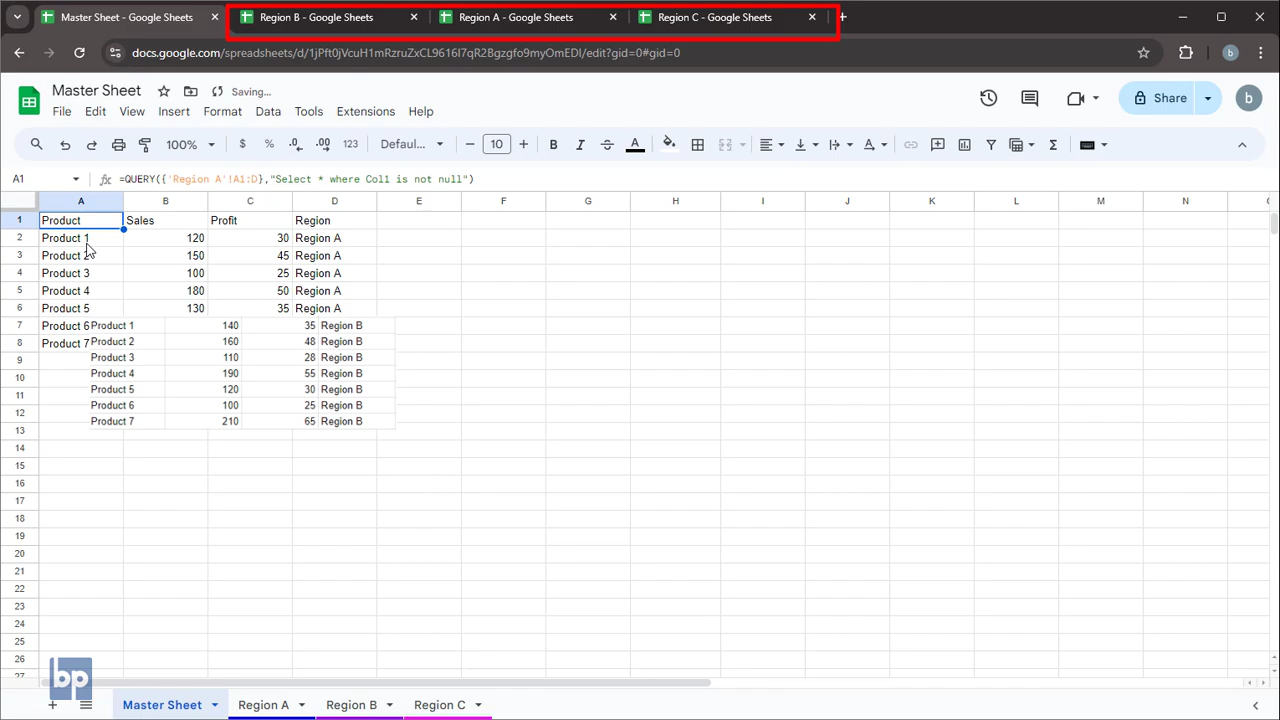 Master Sheet - Google Sheets Region B - Google Sheets Region A - Google Sheets Region C - Google Sheets
docs.google.com/spreadsheets/d/1jPft0jVcuH1mRzruZxCL9616I7qR2Bgzgfo9myOmEDI/edit?gid=0#gid=0 b
Master Sheet Saving...
File Edit View Insert Format Data Tools Extensions Help Share b
100% $ % .0 .00 123 Defaul... 10 B I A
A1 fx =QUERY({'Region A'!A1:D},"Select * where Col1 is not null")
A B C D E F G H I J K L M N
1 Product Sales Profit Region
2 Product 1 120 30 Region A
3 Product 2 150 45 Region A
4 Product 3 100 25 Region A
5 Product 4 180 50 Region A
6 Product 5 130 35 Region A
7 Product 6 Product 1 140 35 Region B
8 Product 7 Product 2 160 48 Region B
9 Product 3 110 28 Region B
10 Product 4 190 55 Region B
11 Product 5 120 30 Region B
12 Product 6 100 25 Region B
13 Product 7 210 65 Region B
14
15
16
17
18
19
20
21
22
23
24
25
26
27
bp
Master Sheet Region A Region B Region C